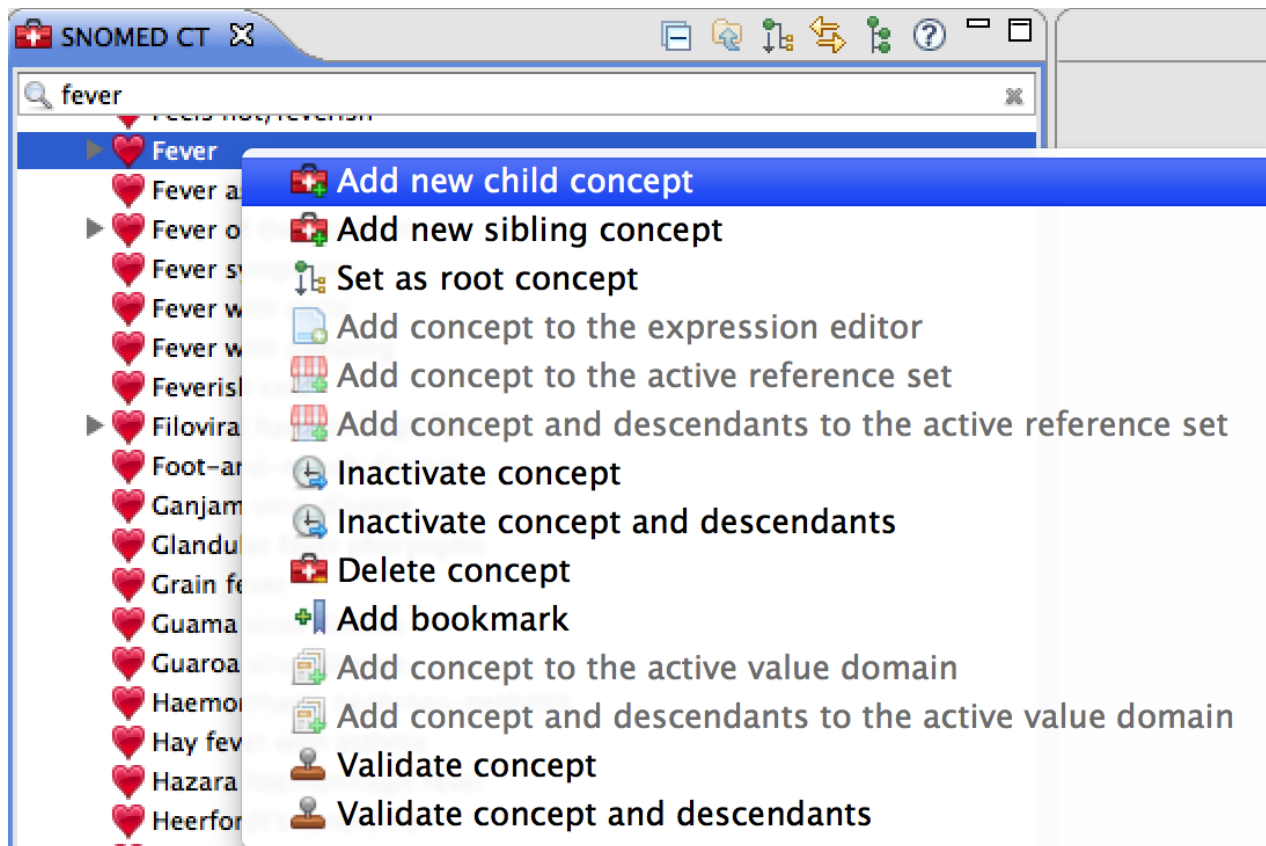 SNOMED CT
fever
Feels hot/feverish
Fever
Add new child concept
Fever a
Add new sibling concept
Fever o
Set as root concept
Fever s
Add concept to the expression editor
Fever w
Add concept to the active reference set
Fever w
Add concept and descendants to the active reference set
Feveris
Inactivate concept
Filovira
Inactivate concept and descendants
Foot-an
Delete concept
Ganjam
Add bookmark
Glandul
Add concept to the active value domain
Grain fe
Add concept and descendants to the active value domain
Guama
Validate concept
Guaroa
Validate concept and descendants
Haemor
Hay fev
Hazara
Heerfor